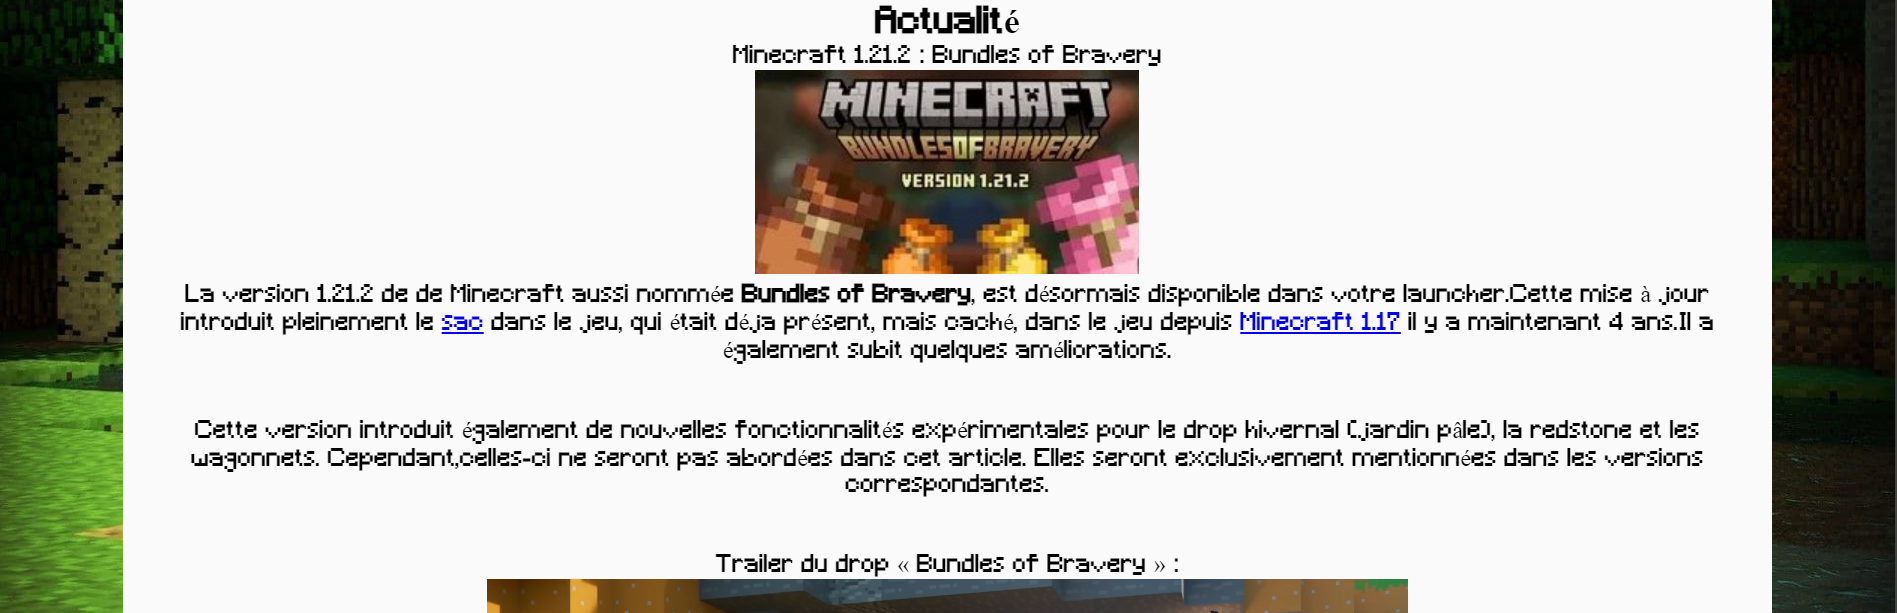 Actualité
Minecraft 1.21.2 : Bundles of Bravery
MINECRAFT
BUNDLES OF BRAVERY
VERSION 1.21.2
La version 1.21.2 de de Minecraft aussi nommée Bundles of Bravery, est désormais disponible dans votre launcher.Cette mise à jour
introduit pleinement le sac dans le jeu, qui était déja présent, mais caché, dans le jeu depuis Minecraft 1.17 il y a maintenant 4 ans.Il a
également subit quelques améliorations.
Cette version introduit également de nouvelles fonctionnalités expérimentales pour le drop hivernal (jardin pâle), la redstone et les
wagonnets. Cependant,celles-ci ne seront pas abordées dans cet article. Elles seront exclusivement mentionnées dans les versions
correspondantes.
Trailer du drop « Bundles of Bravery » :